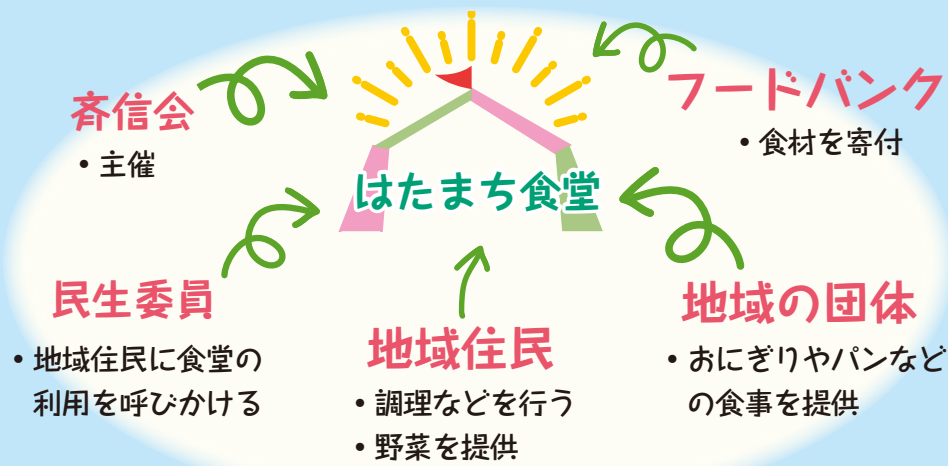 斉信会
• 主催
フードバンク
• 食材を寄付
はたまち食堂
民生委員
• 地域住民に食堂の
利用を呼びかける
地域住民
• 調理などを行う
• 野菜を提供
地域の団体
• おにぎりやパンなど
の食事を提供